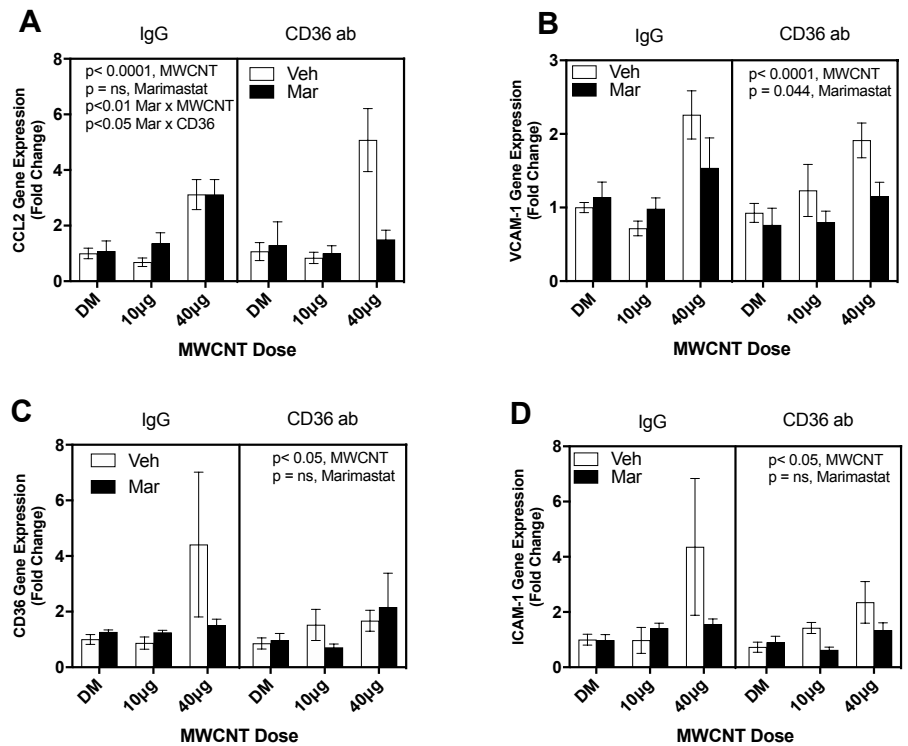 A
IgG
CD36 ab
p< 0.0001, MWCNT
p = ns, Marimastat
p<0.01 Mar x MWCNT
p<0.05 Mar x CD36
Veh
Mar
CCL2 Gene Expression
(Fold Change)
8
6
4
2
0
DM
10µg
40µg
DM
10µg
40µg
MWCNT Dose
B
IgG
CD36 ab
Veh
Mar
p< 0.0001, MWCNT
p = 0.044, Marimastat
VCAM-1 Gene Expression
(Fold Change)
3
2
1
0
DM
10µg
40µg
DM
10µg
40µg
MWCNT Dose
C
IgG
CD36 ab
Veh
Mar
p< 0.05, MWCNT
p = ns, Marimastat
CD36 Gene Expression
(Fold Change)
8
6
4
2
0
DM
10µg
40µg
DM
10µg
40µg
MWCNT Dose
D
IgG
CD36 ab
Veh
Mar
p< 0.05, MWCNT
p = ns, Marimastat
ICAM-1 Gene Expression
(Fold Change)
8
6
4
2
0
DM
10µg
40µg
DM
10µg
40µg
MWCNT Dose